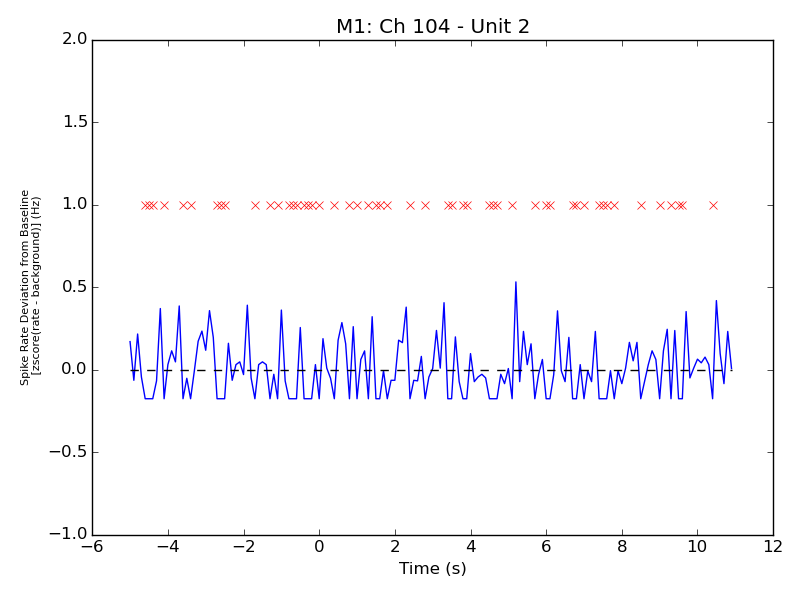 M1: Ch 104 - Unit 2
2.0
1.5
1.0
0.5
0.0
−0.5
−1.0
Spike Rate Deviation from Baseline
[zscore(rate - background)] (Hz)
−6 −4 −2 0 2 4 6 8 10 12
Time (s)